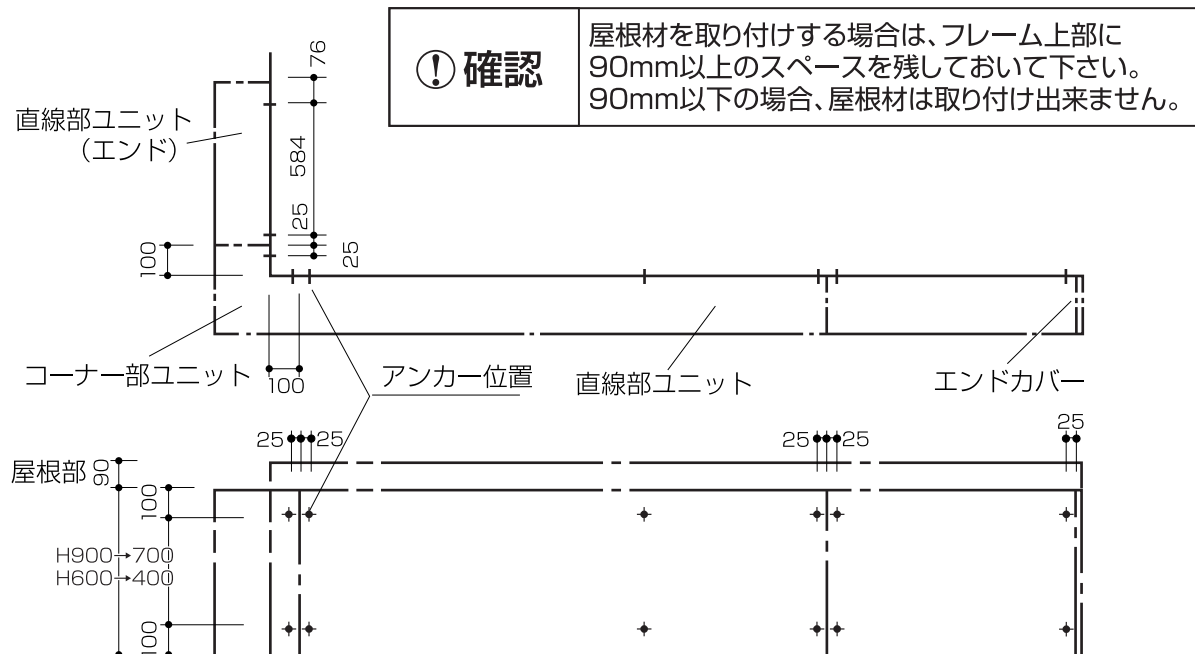 ! 確認
屋根材を取り付けする場合は、フレーム上部に
90mm以上のスペースを残しておいて下さい。
90mm以下の場合、屋根材は取り付け出来ません。
76
直線部ユニット
（エンド）
584
25
25
100
コーナー部ユニット
100
アンカー位置
直線部ユニット
エンドカバー
25
25
25
25
25
屋根部
90
100
H900→700
H600→400
100